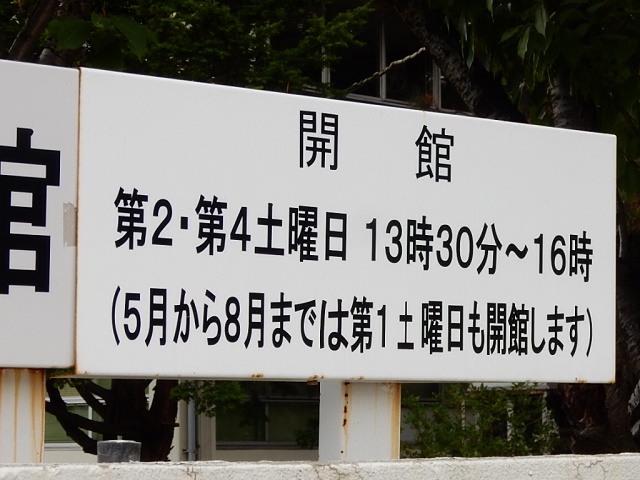 開館
第2・第4土曜日 13時30分～16時
(5月から8月までは第1土曜日も開館します)